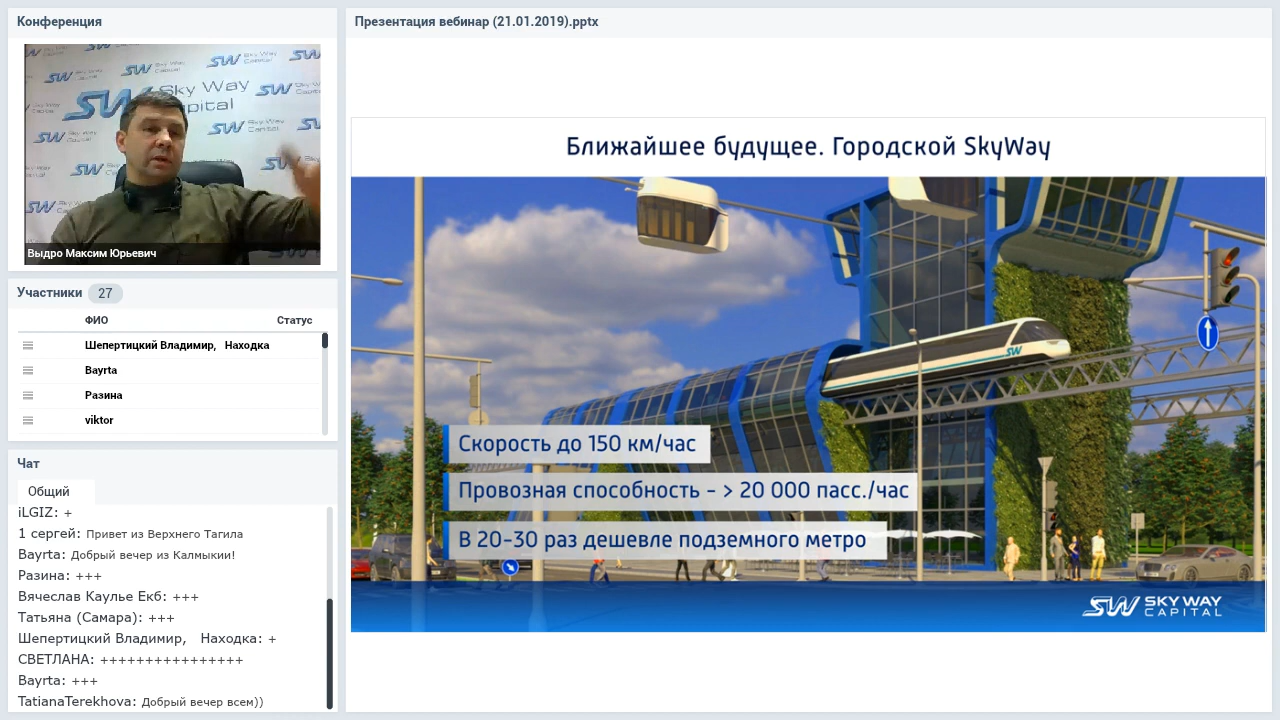 Конференция
Sky Way
Capital
Выдро Максим Юрьевич
Участники 27
ФИО Статус
Шепертицкий Владимир, Находка
Bayrta
Разина
viktor
Чат
Общий
iLGIZ: +
1 сергей: Привет из Верхнего Тагила
Bayrta: Добрый вечер из Калмыкии!
Разина: +++
Вячеслав Каулье Екб: +++
Татьяна (Самара): +++
Шепертицкий Владимир, Находка: +
СВЕТЛАНА: ++++++++++++++++
Bayrta: +++
TatianaTerekhova: Добрый вечер всем))
Презентация вебинар (21.01.2019).pptx
Ближайшее будущее. Городской SkyWay
SW
Скорость до 150 км/час
Провозная способность - > 20 000 пасс./час
В 20-30 раз дешевле подземного метро
SW SKY WAY
CAPITAL